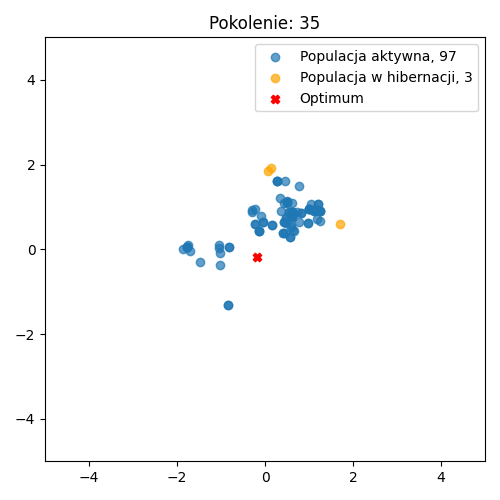 Pokolenie: 35
Populacja aktywna, 97
Populacja w hibernacji, 3
Optimum
4
2
0
−2
−4
−4
−2
0
2
4